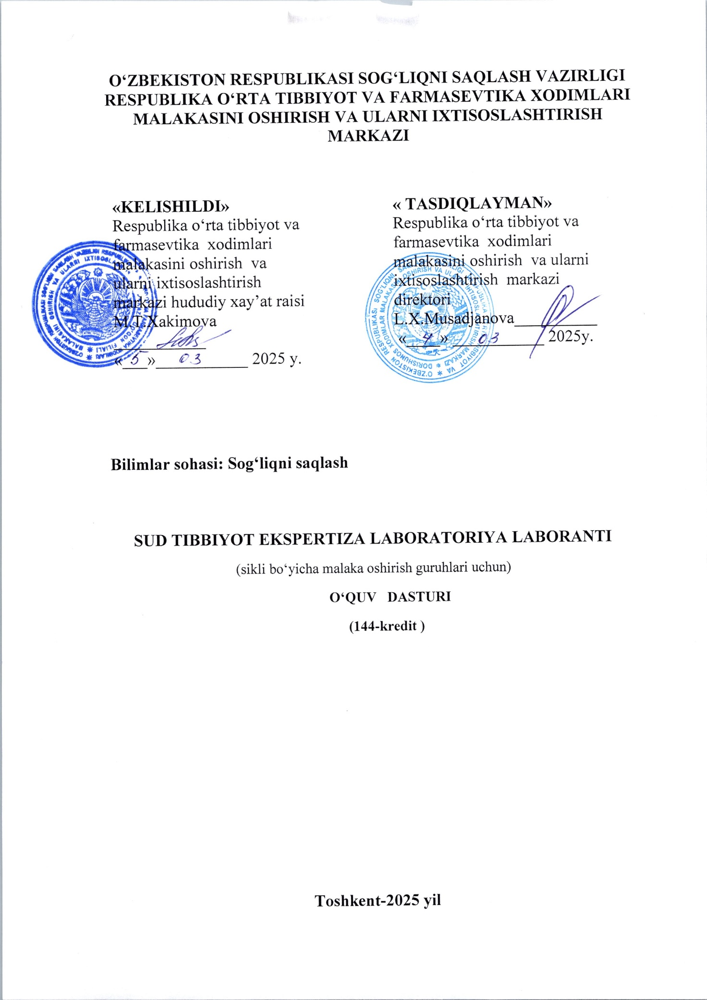 O‘ZBEKISTON RESPUBLIKASI SOG‘LIQNI SAQLASH VAZIRLIGI
RESPUBLIKA O‘RTA TIBBIYOT VA FARMASEVTIKA XODIMLARI
MALAKASINI OSHIRISH VA ULARNI IXTISOSLASHTIRISH
MARKAZI
«KELISHILDI»
Respublika o‘rta tibbiyot va
farmasevtika xodimlari
malakasini oshirish va
ularni ixtisoslashtirish
markazi hududiy xay’at raisi
M.T.Xakimova
«5» 03 2025 y.
« TASDIQLAYMAN»
Respublika o‘rta tibbiyot va
farmasevtika xodimlari
malakasini oshirish va ularni
ixtisoslashtirish markazi
direktori
L.X.Musadjanova
«4» 03 2025y.
Bilimlar sohasi: Sog‘liqni saqlash
SUD TIBBIYOT EKSPERTIZA LABORATORIYA LABORANTI
(sikli bo‘yicha malaka oshirish guruhlari uchun)
O‘QUV DASTURI
(144-kredit )
Toshkent-2025 yil